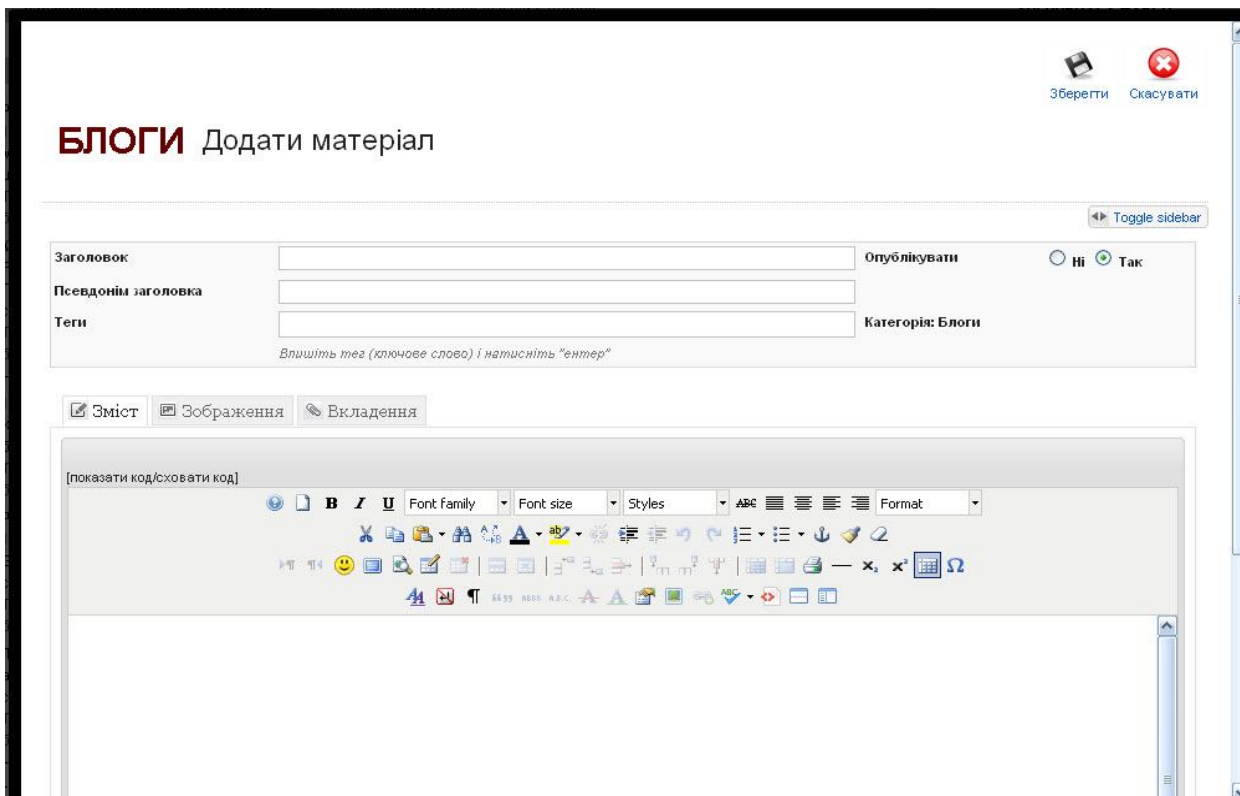 Зберегти Скасувати
БЛОГИ Додати матеріал
Toggle sidebar
Заголовок Опублікувати Ні Так
Псевдонім заголовка
Теги Категорія: Блоги
Впишіть тег (ключове слово) і натисніть "ентер"
Зміст Зображення Вкладення
[показати код/сховати код]
B I U Font family Font size Styles ABC Format